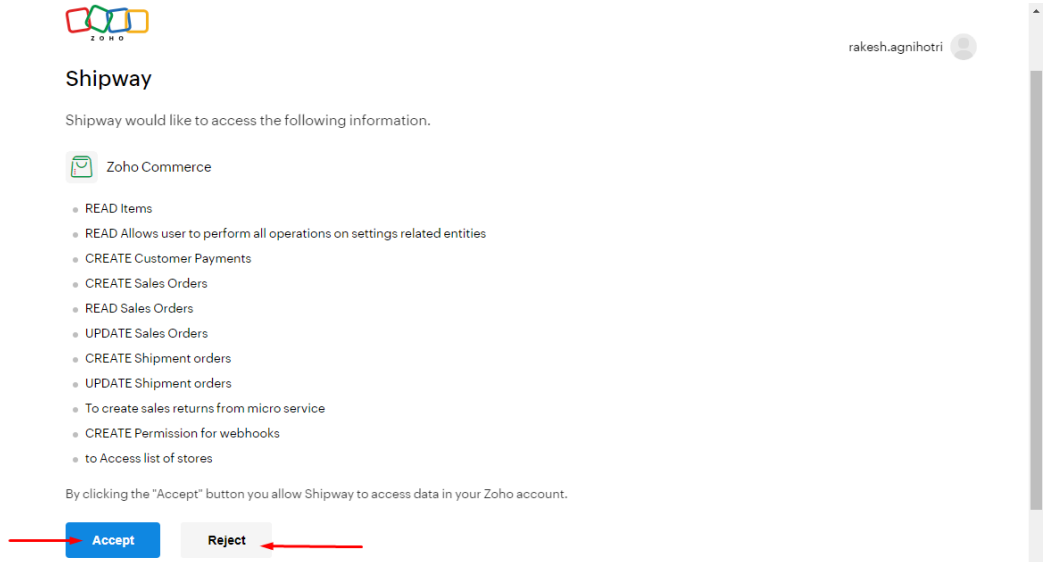 ZOHO
rakesh.agnihotri
Shipway
Shipway would like to access the following information.
Zoho Commerce
READ Items
READ Allows user to perform all operations on settings related entities
CREATE Customer Payments
CREATE Sales Orders
READ Sales Orders
UPDATE Sales Orders
CREATE Shipment orders
UPDATE Shipment orders
To create sales returns from micro service
CREATE Permission for webhooks
to Access list of stores
By clicking the "Accept" button you allow Shipway to access data in your Zoho account.
Accept Reject